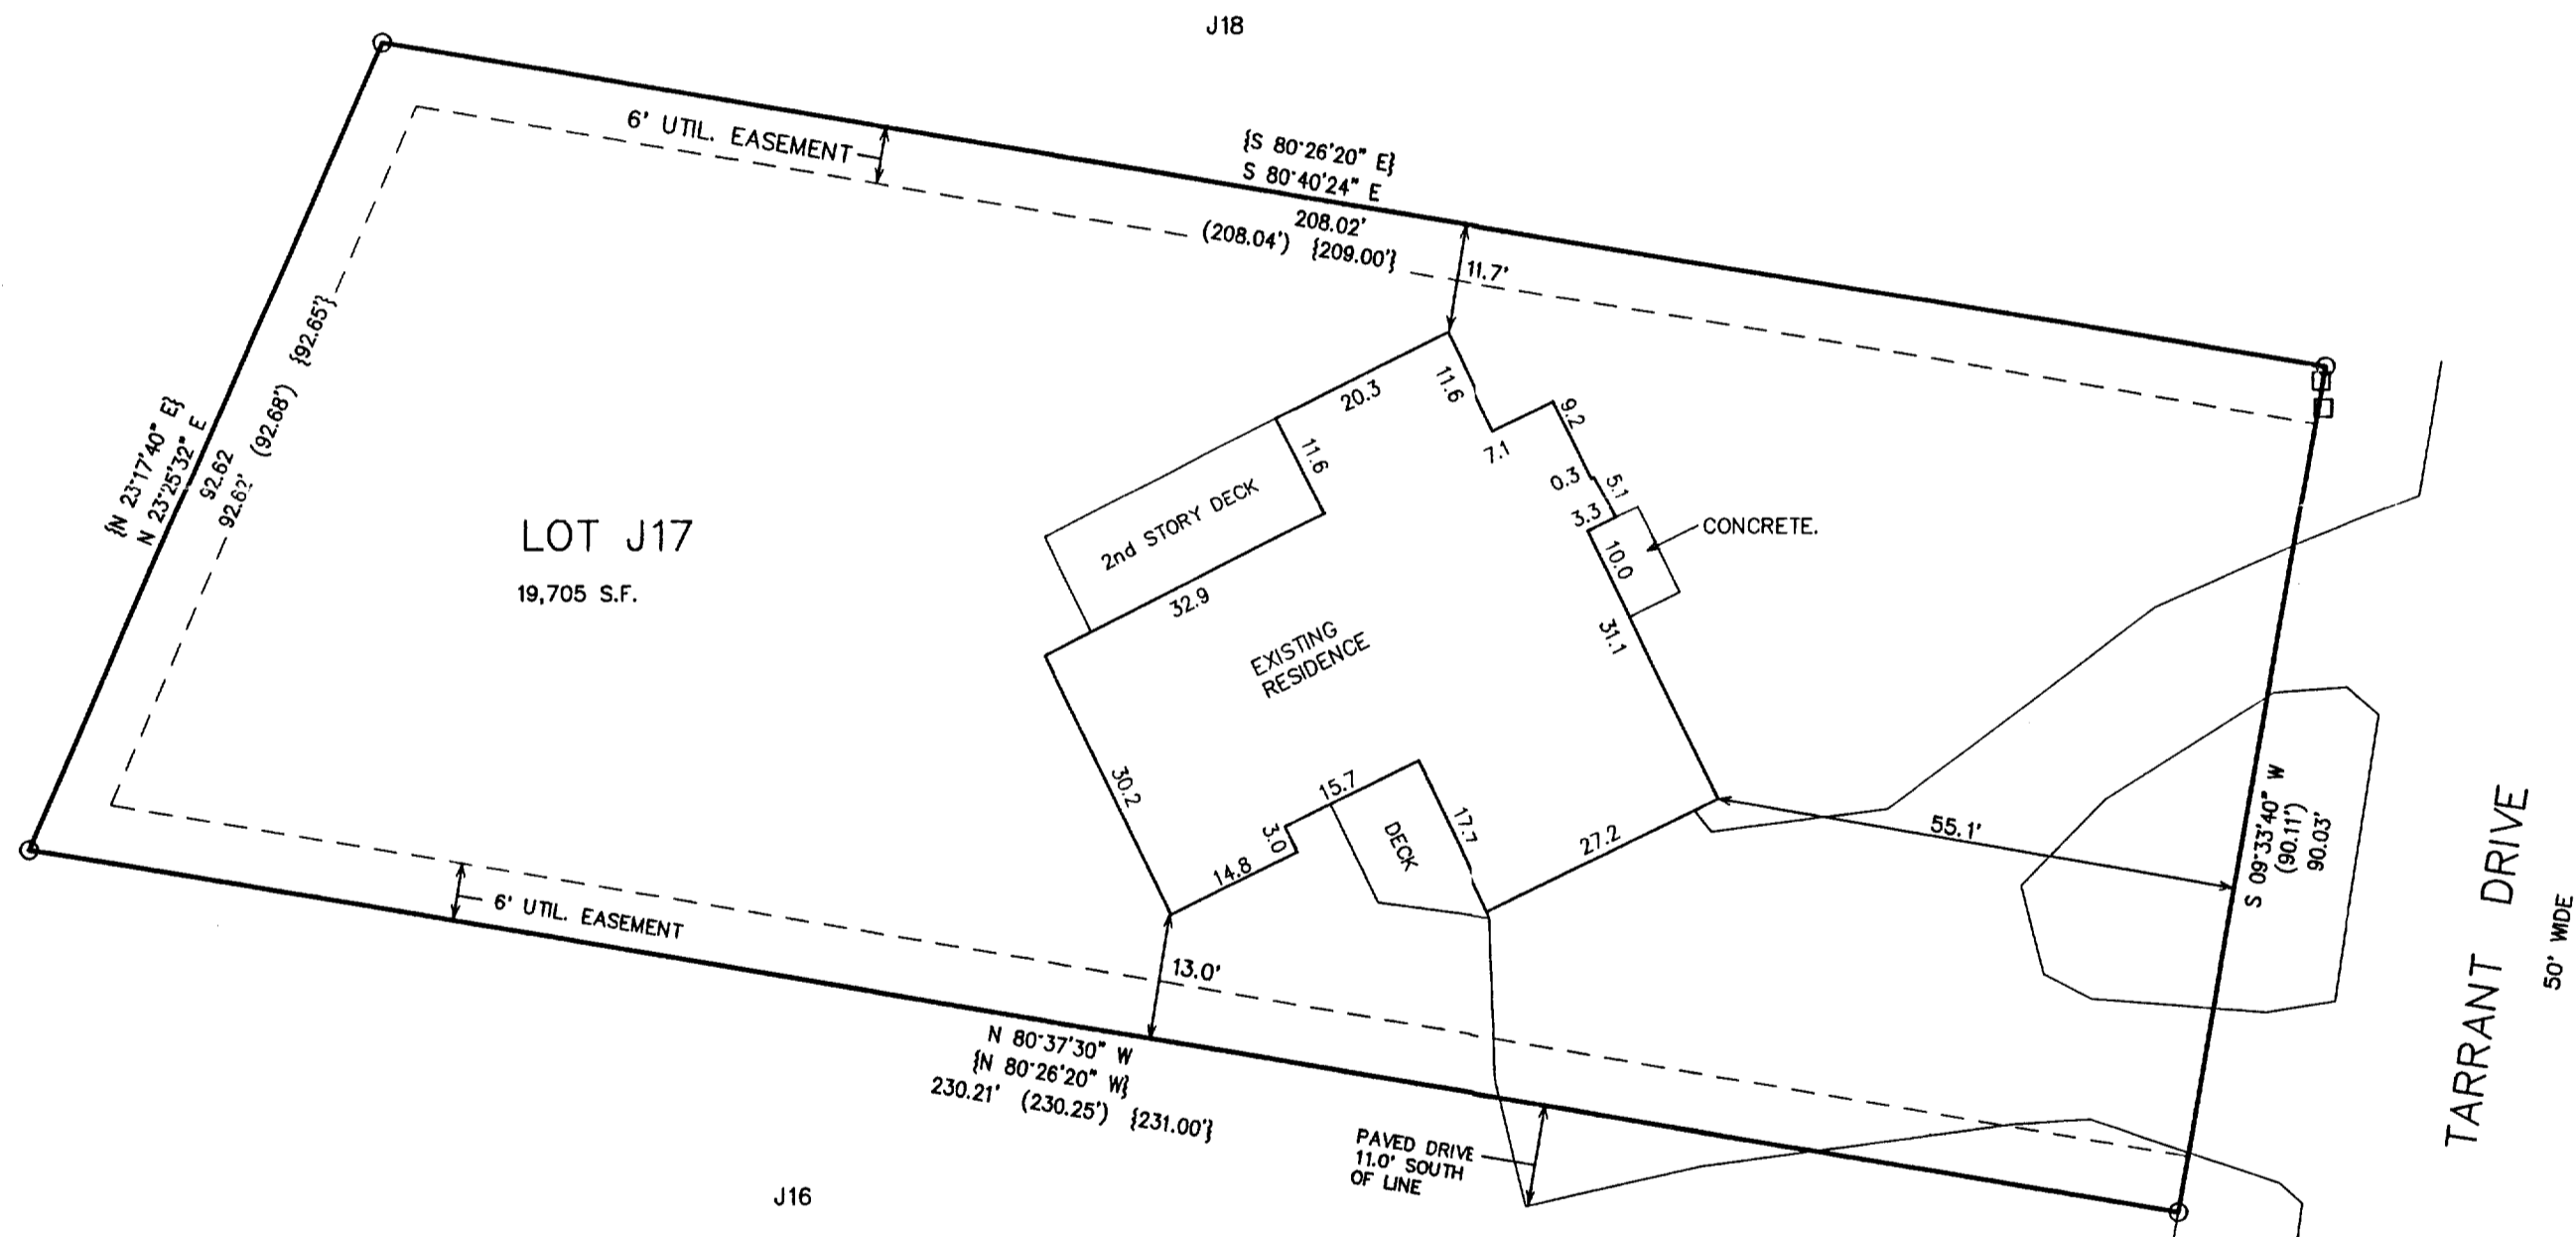 J18
6' UTIL. EASEMENT
{S 80°26'20" E}
S 80°40'24" E
208.02'
(208.04') {209.00'}
11.7'
{N 23°17'40" E}
N 23°25'32" E
92.62
92.62' (92.68') {92.65'}
LOT J17
19,705 S.F.
20.3
11.6
11.6
7.1
9.2
0.3
5.1
3.3
10.0
CONCRETE.
2nd STORY DECK
32.9
31.1
EXISTING
RESIDENCE
30.2
15.7
3.0
14.8
DECK
17.7
27.2
55.1'
S 09°33'40" W
(90.11')
90.03'
TARRANT DRIVE
50' WIDE
6' UTIL. EASEMENT
13.0'
N 80°37'30" W
{N 80°26'20" W}
230.21' (230.25') {231.00'}
PAVED DRIVE
11.0' SOUTH
OF LINE
J16